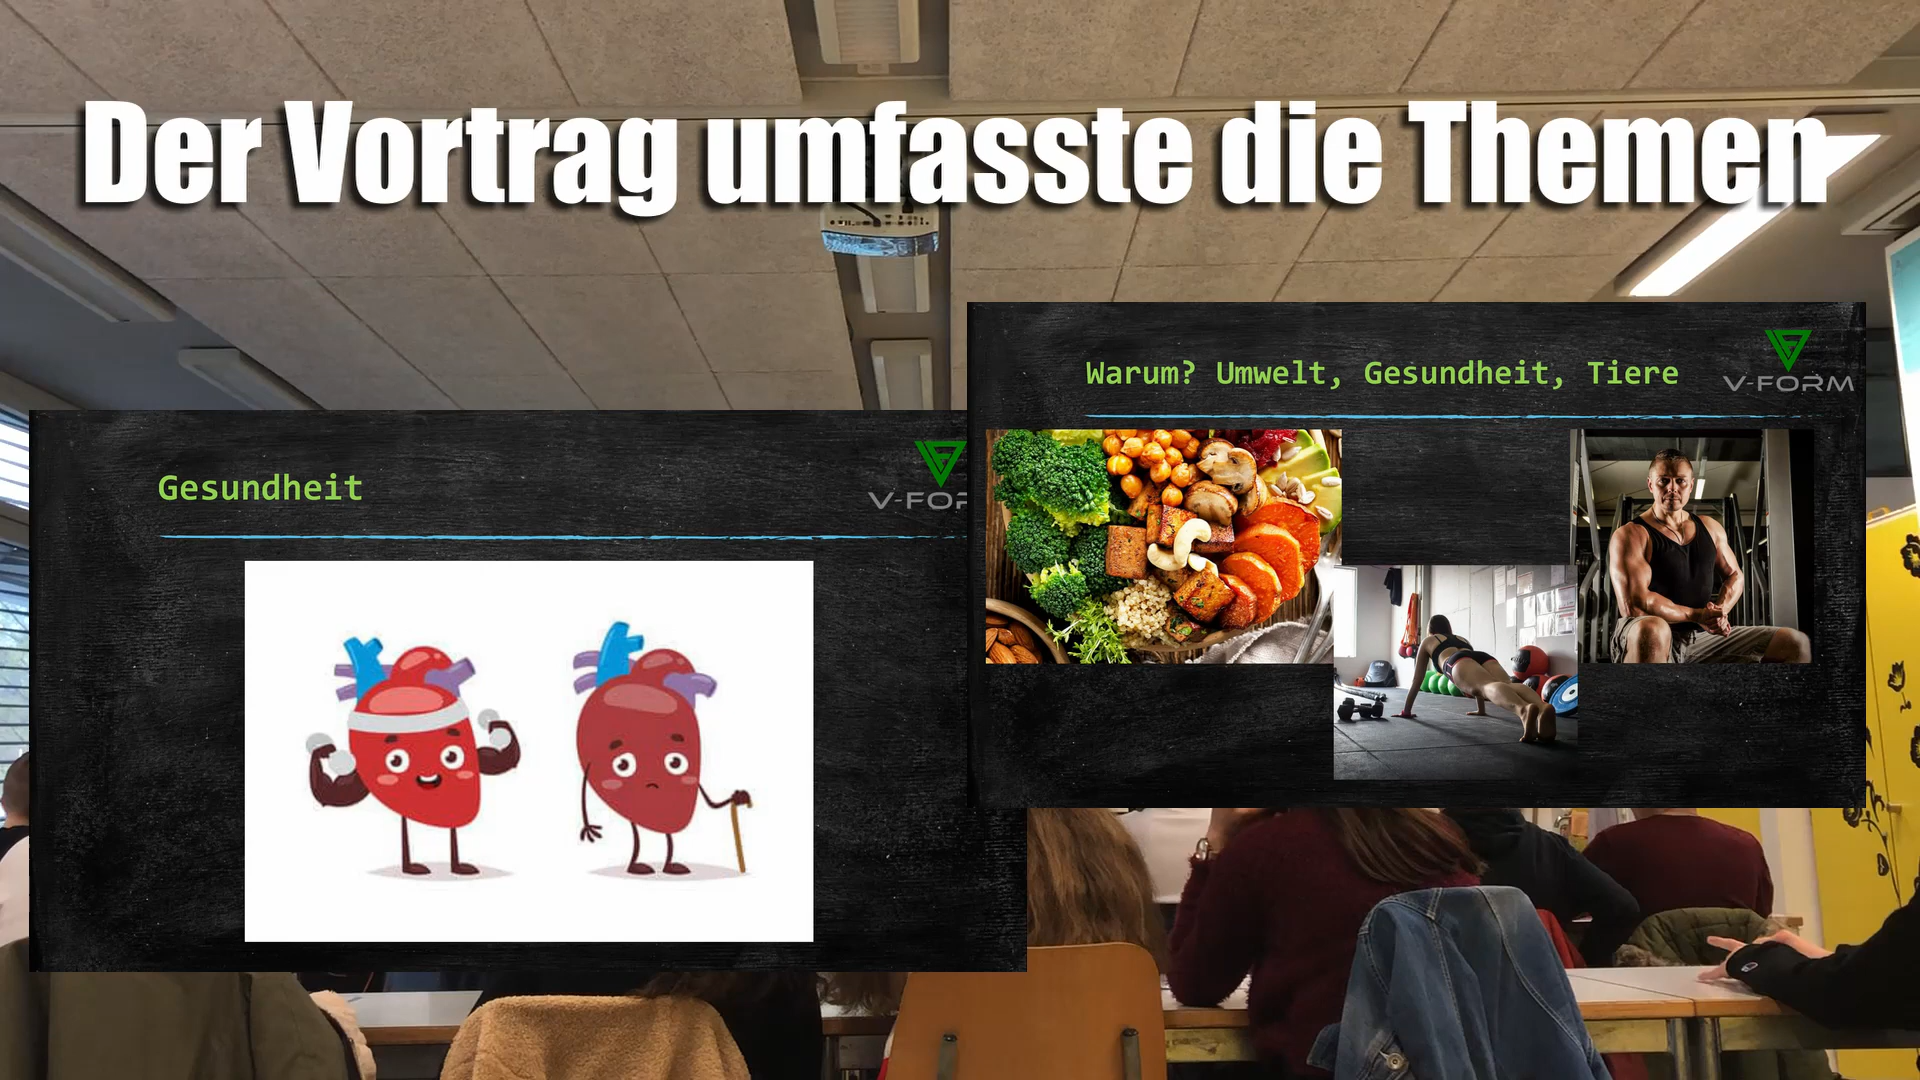 Der Vortrag umfasste die Themen
Warum? Umwelt, Gesundheit, Tiere
V-FORM
Gesundheit
V-FOR